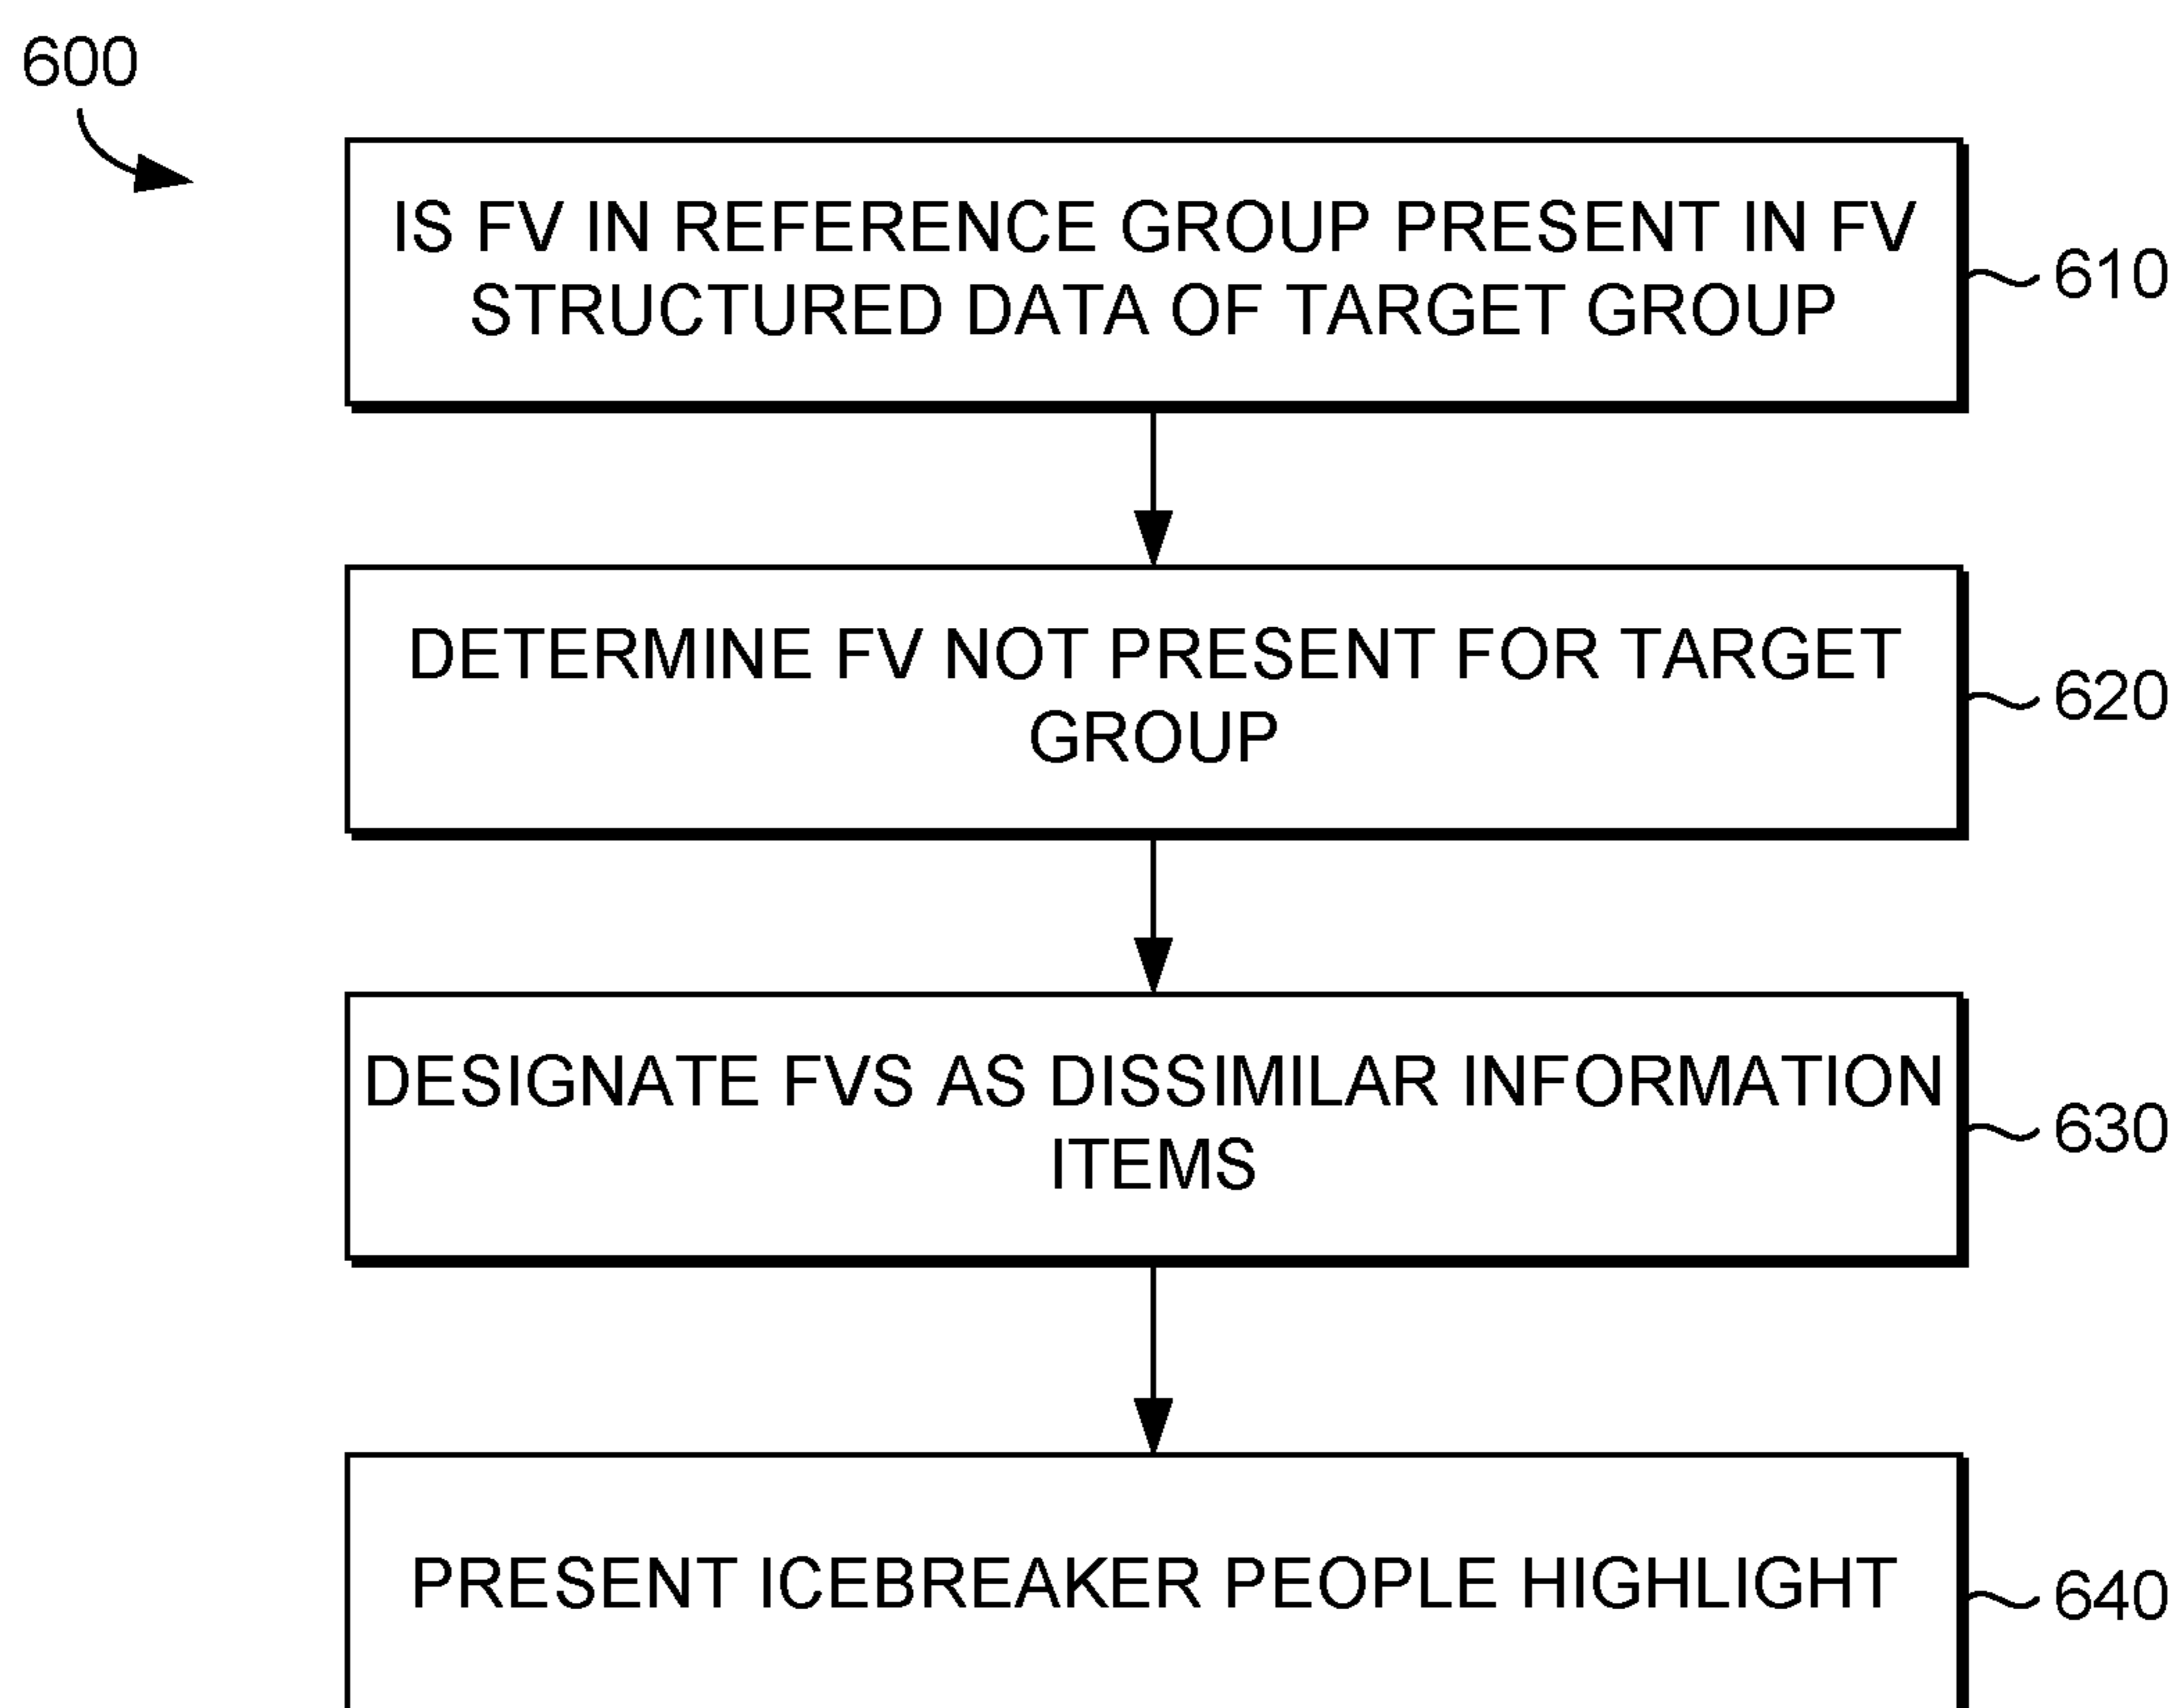 600
IS FV IN REFERENCE GROUP PRESENT IN FV
STRUCTURED DATA OF TARGET GROUP
610
DETERMINE FV NOT PRESENT FOR TARGET
GROUP
620
DESIGNATE FVS AS DISSIMILAR INFORMATION
ITEMS
630
PRESENT ICEBREAKER PEOPLE HIGHLIGHT
640